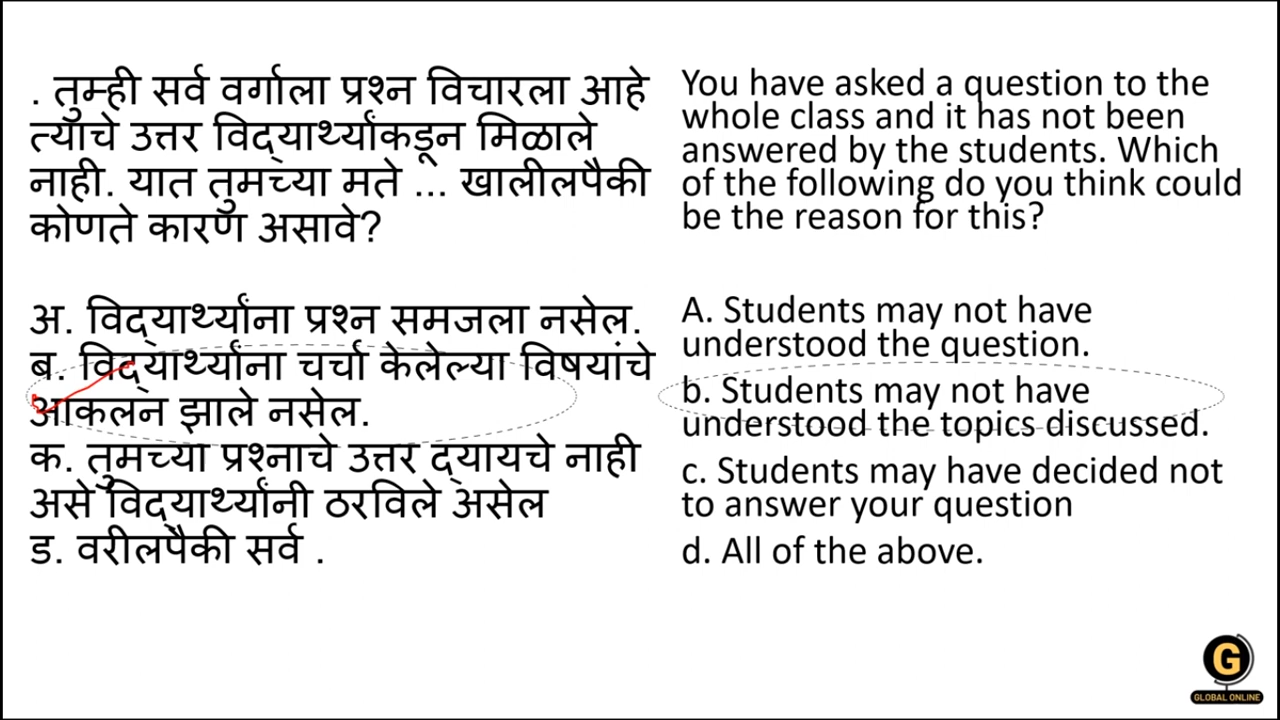 . तुम्ही सर्व वर्गाला प्रश्न विचारला आहे
त्याचे उत्तर विद्यार्थ्यांकडून मिळाले
नाही. यात तुमच्या मते ... खालीलपैकी
कोणते कारण असावे?
अ. विद्यार्थ्यांना प्रश्न समजला नसेल.
ब. विद्यार्थ्यांना चर्चा केलेल्या विषयांचे
आकलन झाले नसेल.
क. तुमच्या प्रश्नाचे उत्तर द्यायचे नाही
असे विद्यार्थ्यांनी ठरविले असेल
ड. वरीलपैकी सर्व .
You have asked a question to the
whole class and it has not been
answered by the students. Which
of the following do you think could
be the reason for this?
A. Students may not have
understood the question.
b. Students may not have
understood the topics discussed.
c. Students may have decided not
to answer your question
d. All of the above.
G
GLOBAL ONLINE